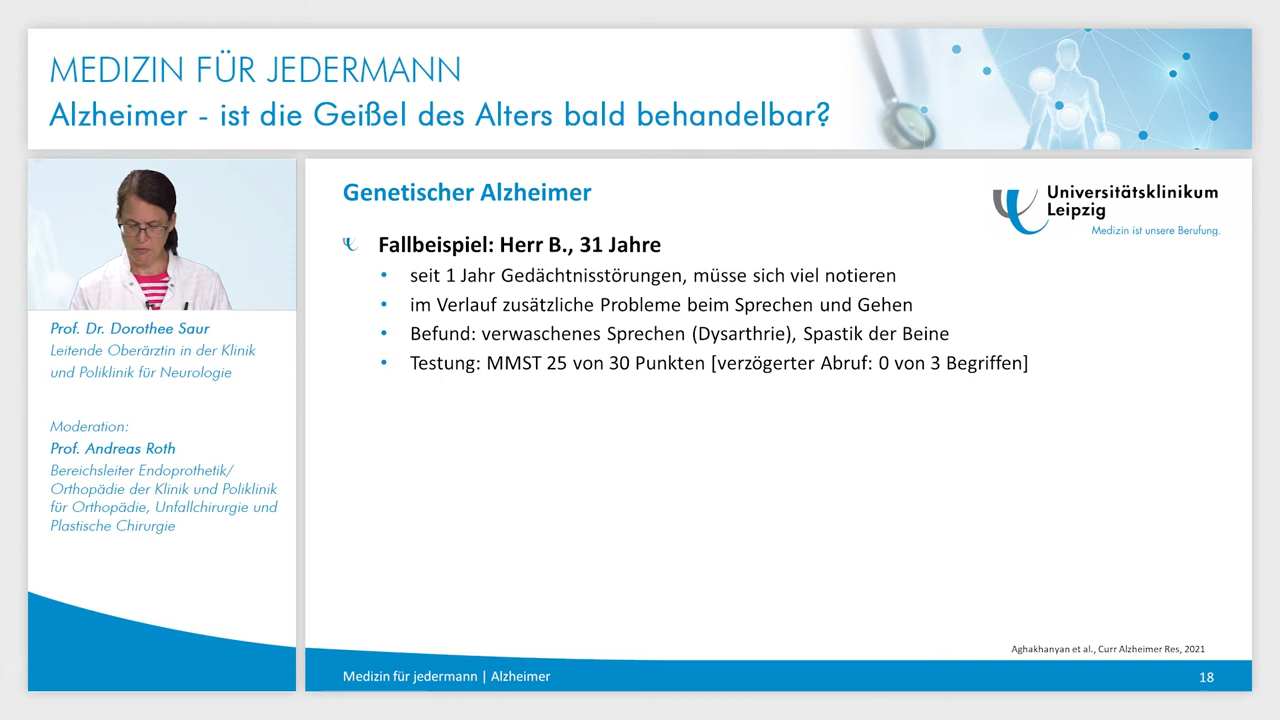 MEDIZIN FÜR JEDERMANN
Alzheimer - ist die Geißel des Alters bald behandelbar?
Prof. Dr. Dorothee Saur
Leitende Oberärztin in der Klinik
und Poliklinik für Neurologie
Moderation:
Prof. Andreas Roth
Bereichsleiter Endoprothetik/
Orthopädie der Klinik und Poliklinik
für Orthopädie, Unfallchirurgie und
Plastische Chirurgie
Genetischer Alzheimer
Universitätsklinikum
Leipzig
Medizin ist unsere Berufung.
Fallbeispiel: Herr B., 31 Jahre
• seit 1 Jahr Gedächtnisstörungen, müsse sich viel notieren
• im Verlauf zusätzliche Probleme beim Sprechen und Gehen
• Befund: verwaschenes Sprechen (Dysarthrie), Spastik der Beine
• Testung: MMST 25 von 30 Punkten [verzögerter Abruf: 0 von 3 Begriffen]
Aghakhanyan et al., Curr Alzheimer Res, 2021
Medizin für jedermann | Alzheimer
18